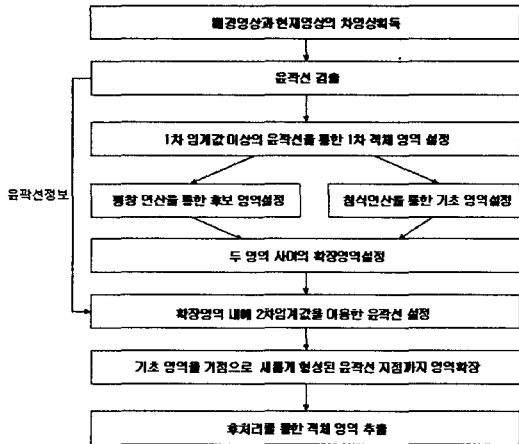 배경영상과 현재영상의 차영상획득
윤곽선 검출
1차 임계값 이상의 윤곽선를 통한 1차 객체 영역 설정
윤곽선정보
팽창 연산를 통한 후보 영역설정
침식연산를 통한 기초 영역설정
두 영역 사이의 확장영역설정
확장영역 내에 2차임계값을 이용한 윤곽선 설정
기초 영역를 거점으로 새롭게 형성된 윤곽선 지점까지 영역확장
후처리를 통한 객체 영역 추출